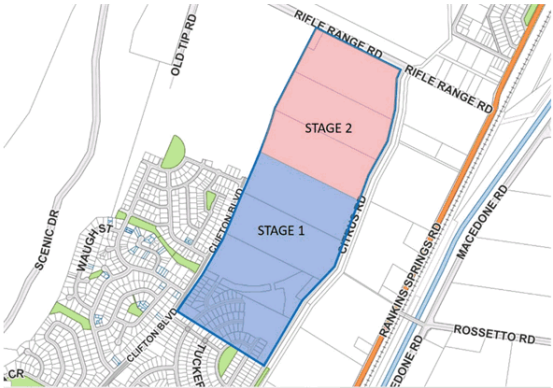 RIFLE RANGE RD
OLD TIP RD
RIFLE RANGE RD
STAGE 2
CLIFTON BLVD
STAGE 1
CITRUS RD
SCENIC DR
WAUGH ST
MACEDONE RD
RANKINS SPRINGS RD
CLIFTON BLVD
TUCKER
ROSSETTO RD
EDONE RD
CR